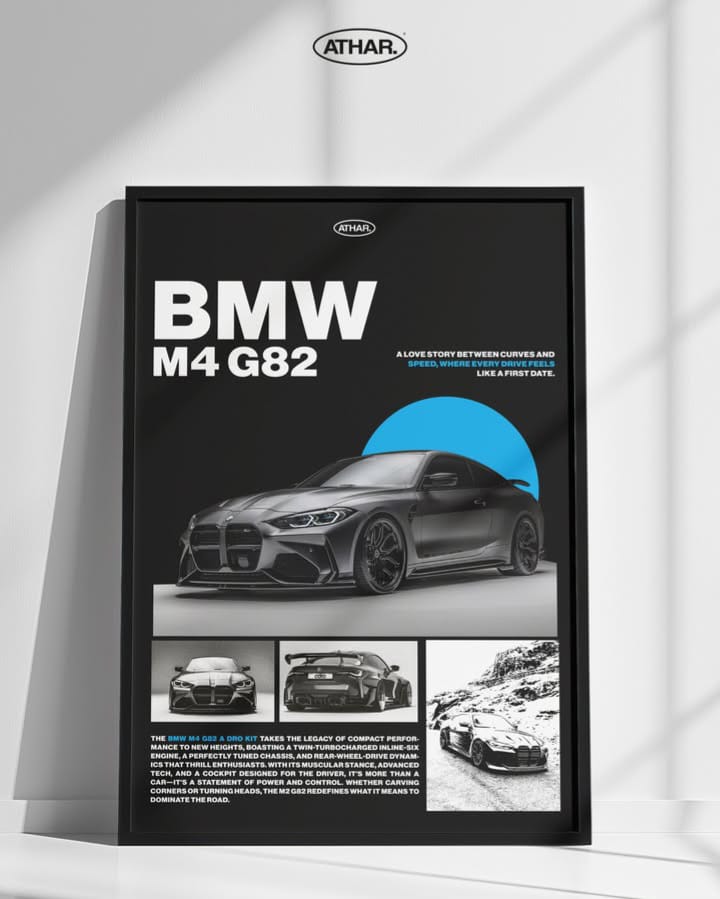 ATHAR.
ATHAR.
BMW
M4 G82
A LOVE STORY BETWEEN CURVES AND
SPEED, WHERE EVERY DRIVE FEELS
LIKE A FIRST DATE.
THE BMW M4 G82 A DRO KIT TAKES THE LEGACY OF COMPACT PERFOR-
MANCE TO NEW HEIGHTS, BOASTING A TWIN-TURBOCHARGED INLINE-SIX
ENGINE, A PERFECTLY TUNED CHASSIS, AND REAR-WHEEL-DRIVE DYNAM-
ICS THAT THRILL ENTHUSIASTS. WITH ITS MUSCULAR STANCE, ADVANCED
TECH, AND A COCKPIT DESIGNED FOR THE DRIVER, IT'S MORE THAN A
CAR—IT'S A STATEMENT OF POWER AND CONTROL. WHETHER CARVING
CORNERS OR TURNING HEADS, THE M2 G82 REDEFINES WHAT IT MEANS TO
DOMINATE THE ROAD.